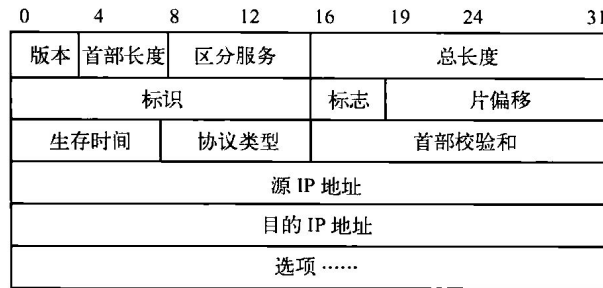 0 4 8 12 16 19 24 31
版本 首部长度 区分服务 总长度
标识 标志 片偏移
生存时间 协议类型 首部校验和
源 IP 地址
目的 IP 地址
选项 ……